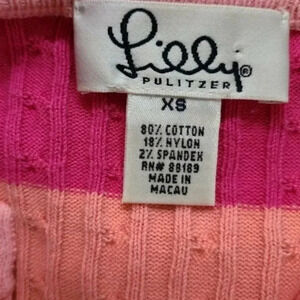 Lilly®
PULITZER
XS
80% COTTON
18% NYLON
2% SPANDEX
RN# 88189
MADE IN
MACAU